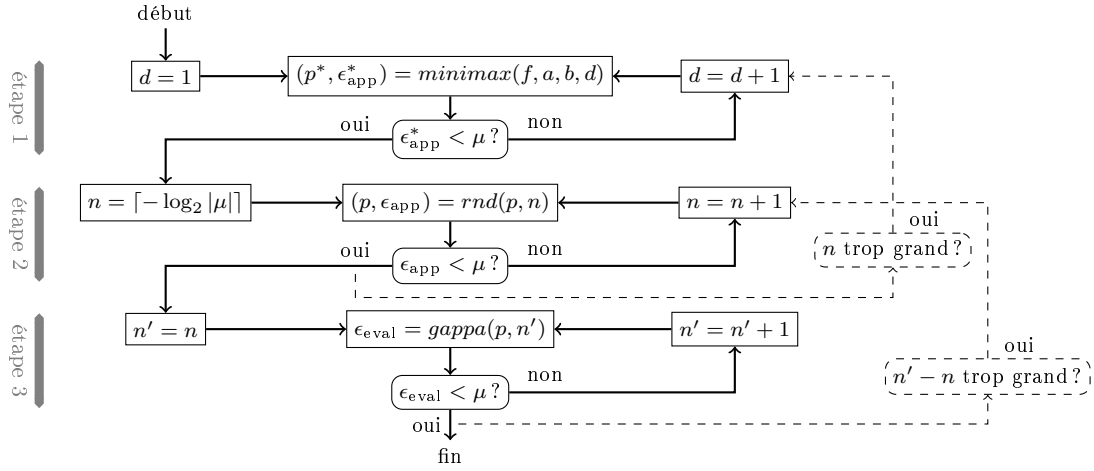 début
étape 1
d = 1
(p*, ϵ*app) = minimax(f, a, b, d)
d = d + 1
oui
ϵ*app < μ ?
non
étape 2
n = ⌈− log₂ |μ|⌉
(p, ϵapp) = rnd(p, n)
n = n + 1
oui
n trop grand ?
oui
ϵapp < μ ?
non
étape 3
n′ = n
ϵeval = gappa(p, n′)
n′ = n′ + 1
oui
n′ − n trop grand ?
ϵeval < μ ?
non
oui
fin